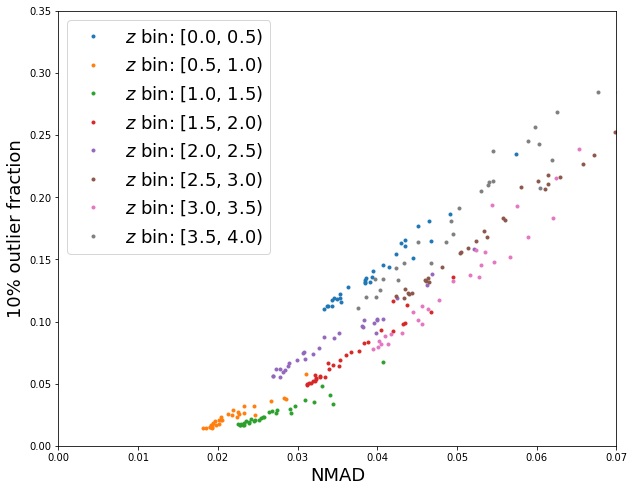 0.35
0.30
0.25
0.20
0.15
0.10
0.05
0.00
10% outlier fraction
z bin: [0.0, 0.5)
z bin: [0.5, 1.0)
z bin: [1.0, 1.5)
z bin: [1.5, 2.0)
z bin: [2.0, 2.5)
z bin: [2.5, 3.0)
z bin: [3.0, 3.5)
z bin: [3.5, 4.0)
0.00 0.01 0.02 0.03 0.04 0.05 0.06 0.07
NMAD